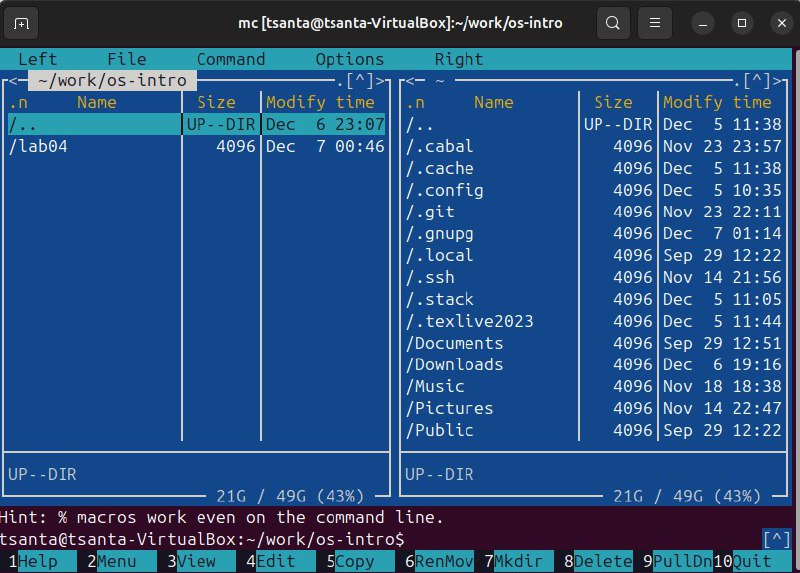 mc [tsanta@tsanta-VirtualBox]:~/work/os-intro
Left File Command Options Right
<─ ~/work/os-intro ─.[^]>
.n Name Size Modify time
/.. UP--DIR Dec 6 23:07
/lab04 4096 Dec 7 00:46
UP--DIR
21G / 49G (43%)
<─ ~ ─.[^]>
.n Name Size Modify time
/.. UP--DIR Dec 5 11:38
/.cabal 4096 Nov 23 23:57
/.cache 4096 Dec 5 11:38
/.config 4096 Dec 5 10:35
/.git 4096 Nov 23 22:11
/.gnupg 4096 Dec 7 01:14
/.local 4096 Sep 29 12:22
/.ssh 4096 Nov 14 21:56
/.stack 4096 Dec 5 11:05
/.texlive2023 4096 Dec 5 11:44
/Documents 4096 Sep 29 12:51
/Downloads 4096 Dec 6 19:16
/Music 4096 Nov 18 18:38
/Pictures 4096 Nov 14 22:47
/Public 4096 Sep 29 12:22
UP--DIR
21G / 49G (43%)
Hint: % macros work even on the command line.
tsanta@tsanta-VirtualBox:~/work/os-intro$ [^]
1Help 2Menu 3View 4Edit 5Copy 6RenMov 7Mkdir 8Delete 9PullDn 10Quit